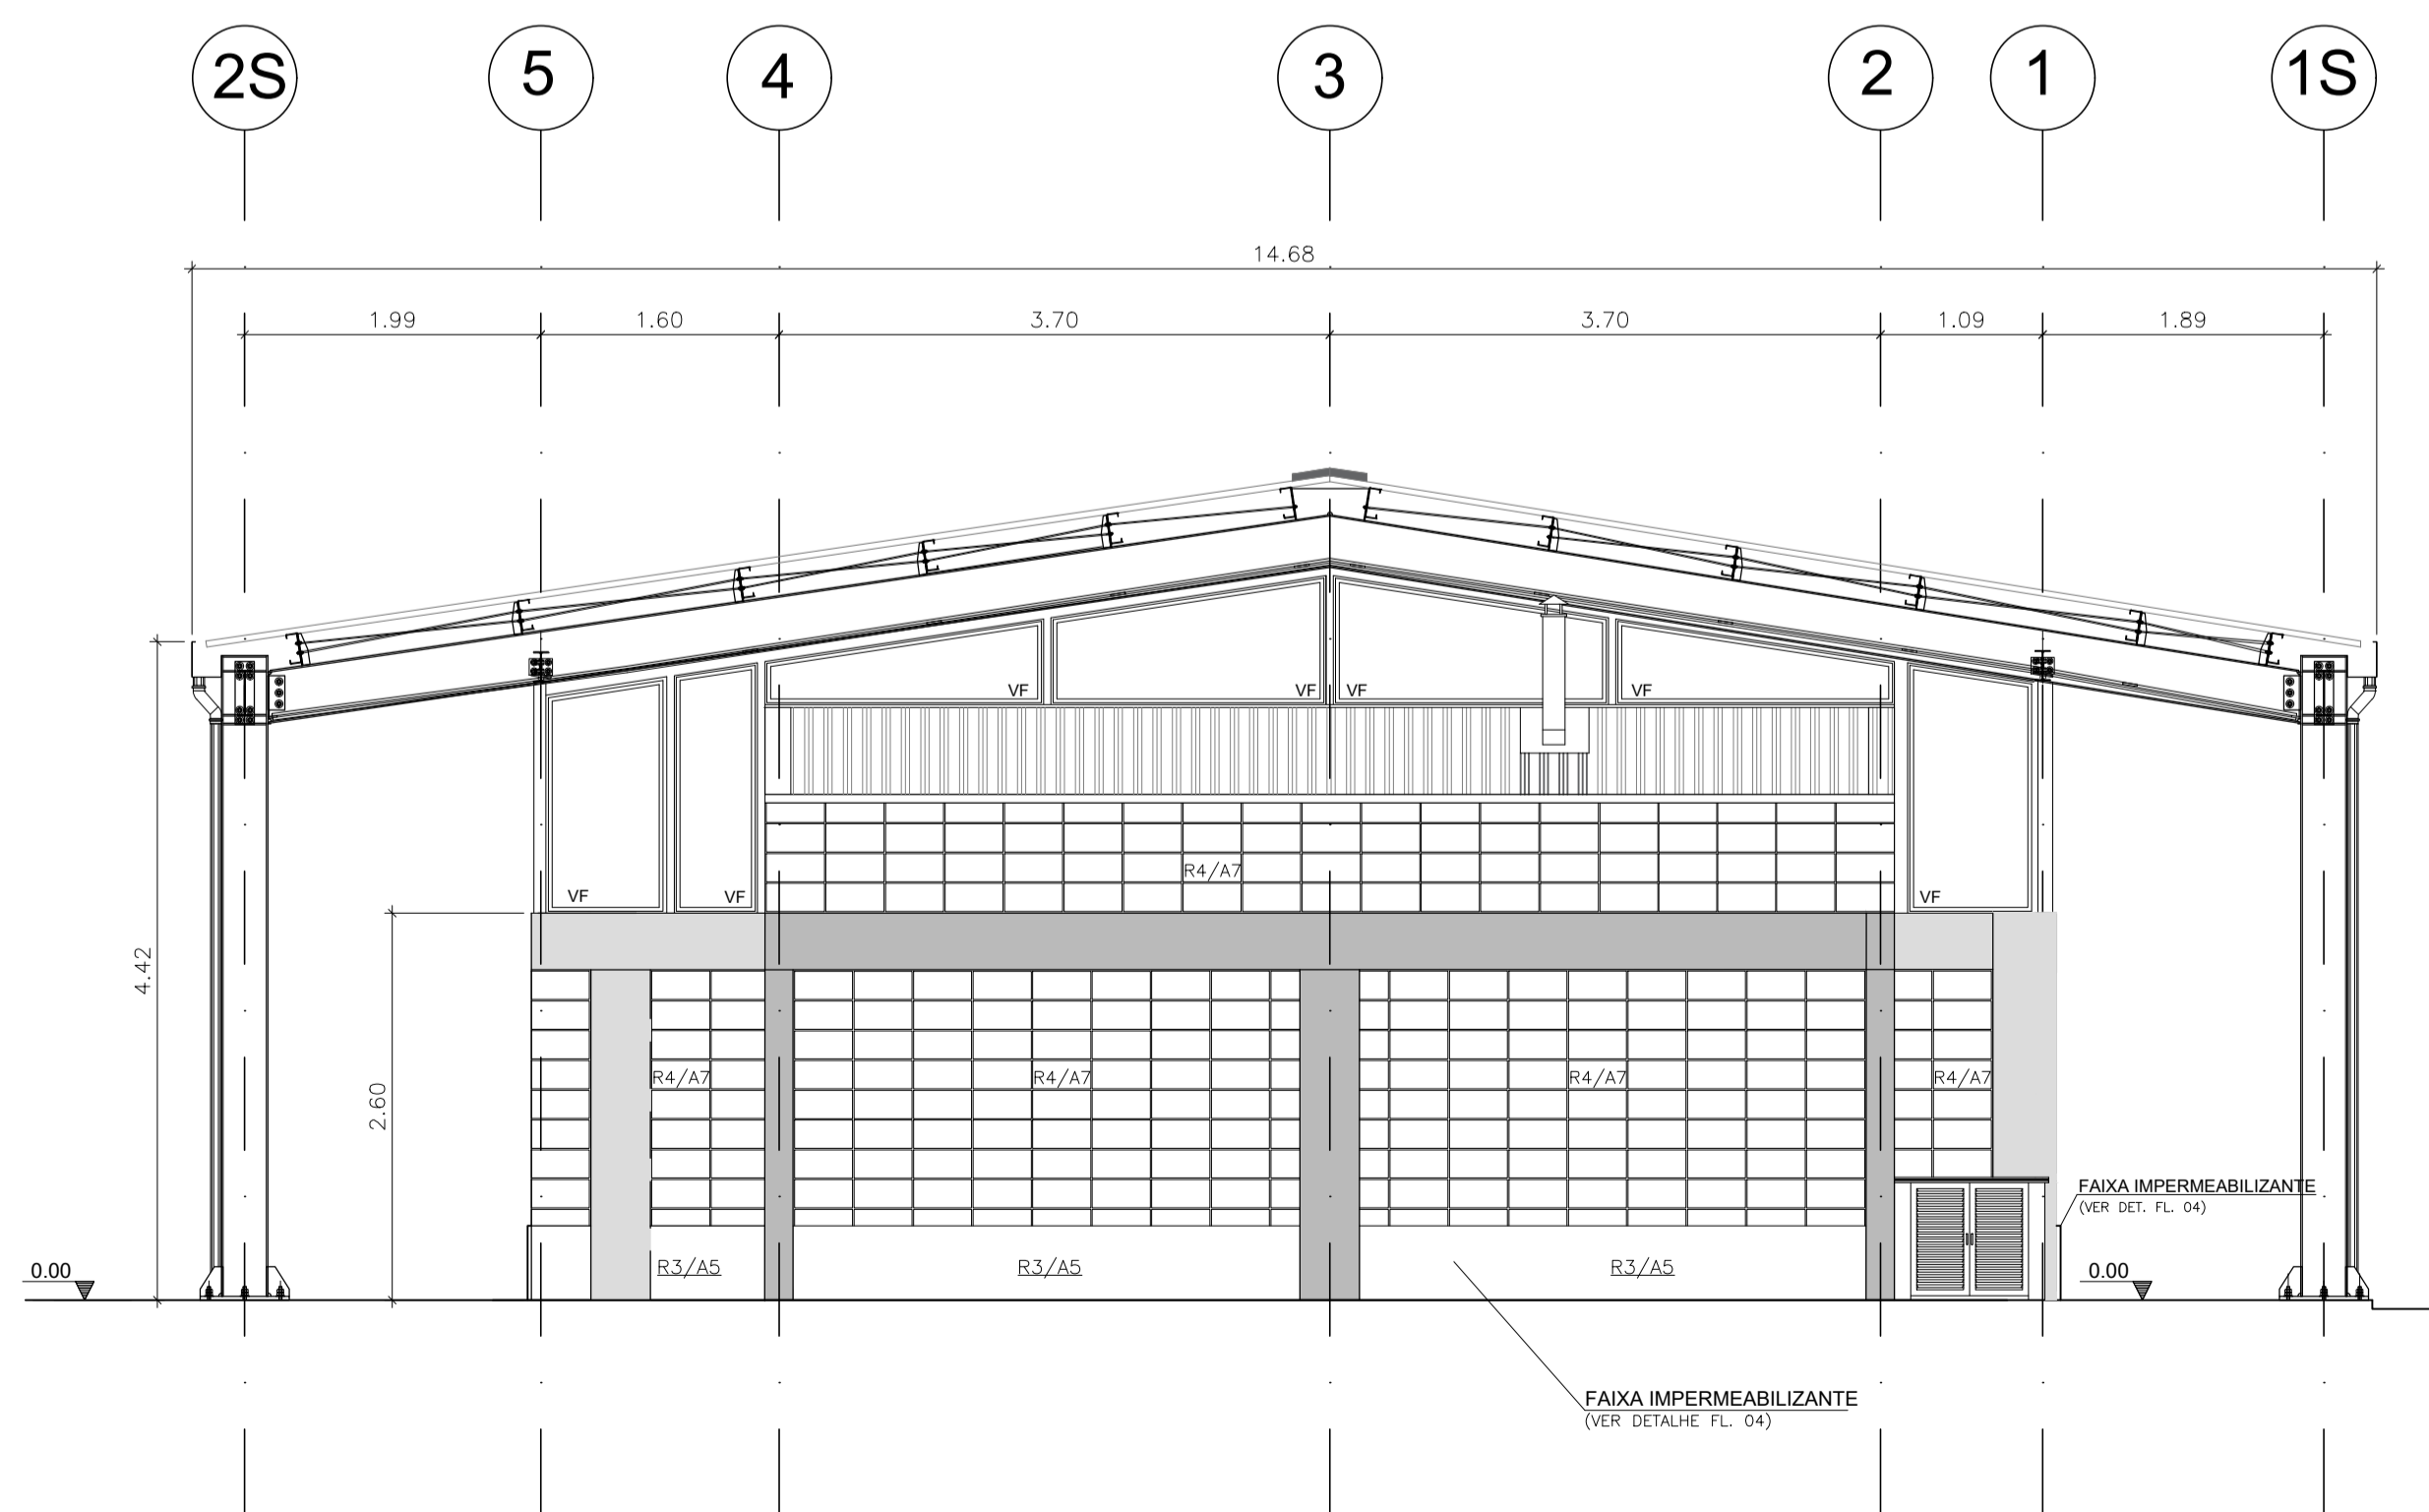 2S
5
4
3
2
1
1S
14.68
1.99
1.60
3.70
3.70
1.09
1.89
VF
VF
VF
VF
VF
VF
VF
R4/A7
4.42
2.60
R4/A7
R4/A7
R4/A7
R4/A7
FAIXA IMPERMEABILIZANTE
(VER DET. FL. 04)
0.00
R3/A5
R3/A5
R3/A5
0.00
FAIXA IMPERMEABILIZANTE
(VER DETALHE FL. 04)